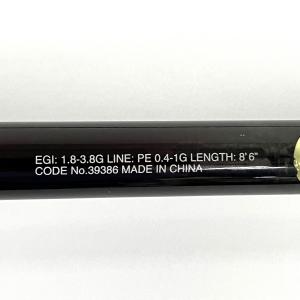 EGI: 1.8-3.8G LINE: PE 0.4-1G LENGTH: 8' 6"
CODE No.39386 MADE IN CHINA